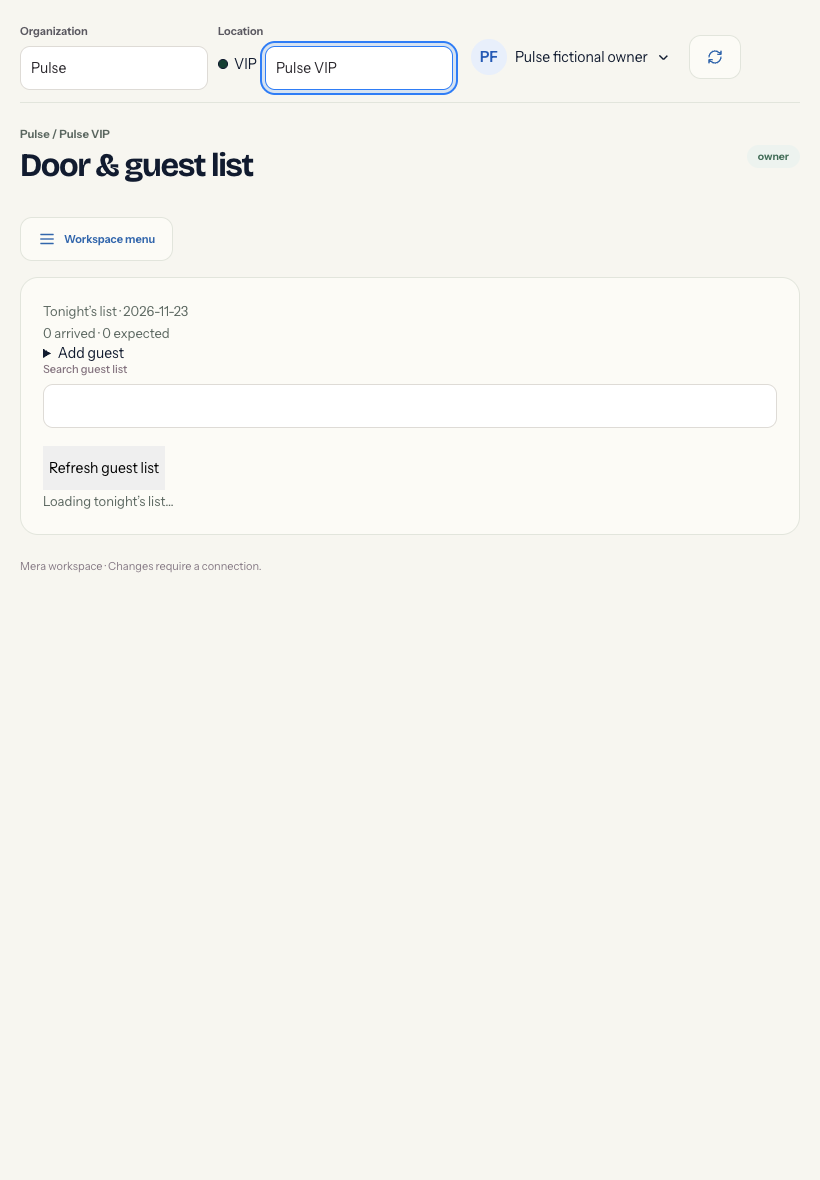 Organization
Location
Pulse
VIP
Pulse VIP
PF
Pulse fictional owner
Pulse / Pulse VIP
Door & guest list
owner
Workspace menu
Tonight's list · 2026-11-23
0 arrived · 0 expected
Add guest
Search guest list
Refresh guest list
Loading tonight's list…
Mera workspace · Changes require a connection.